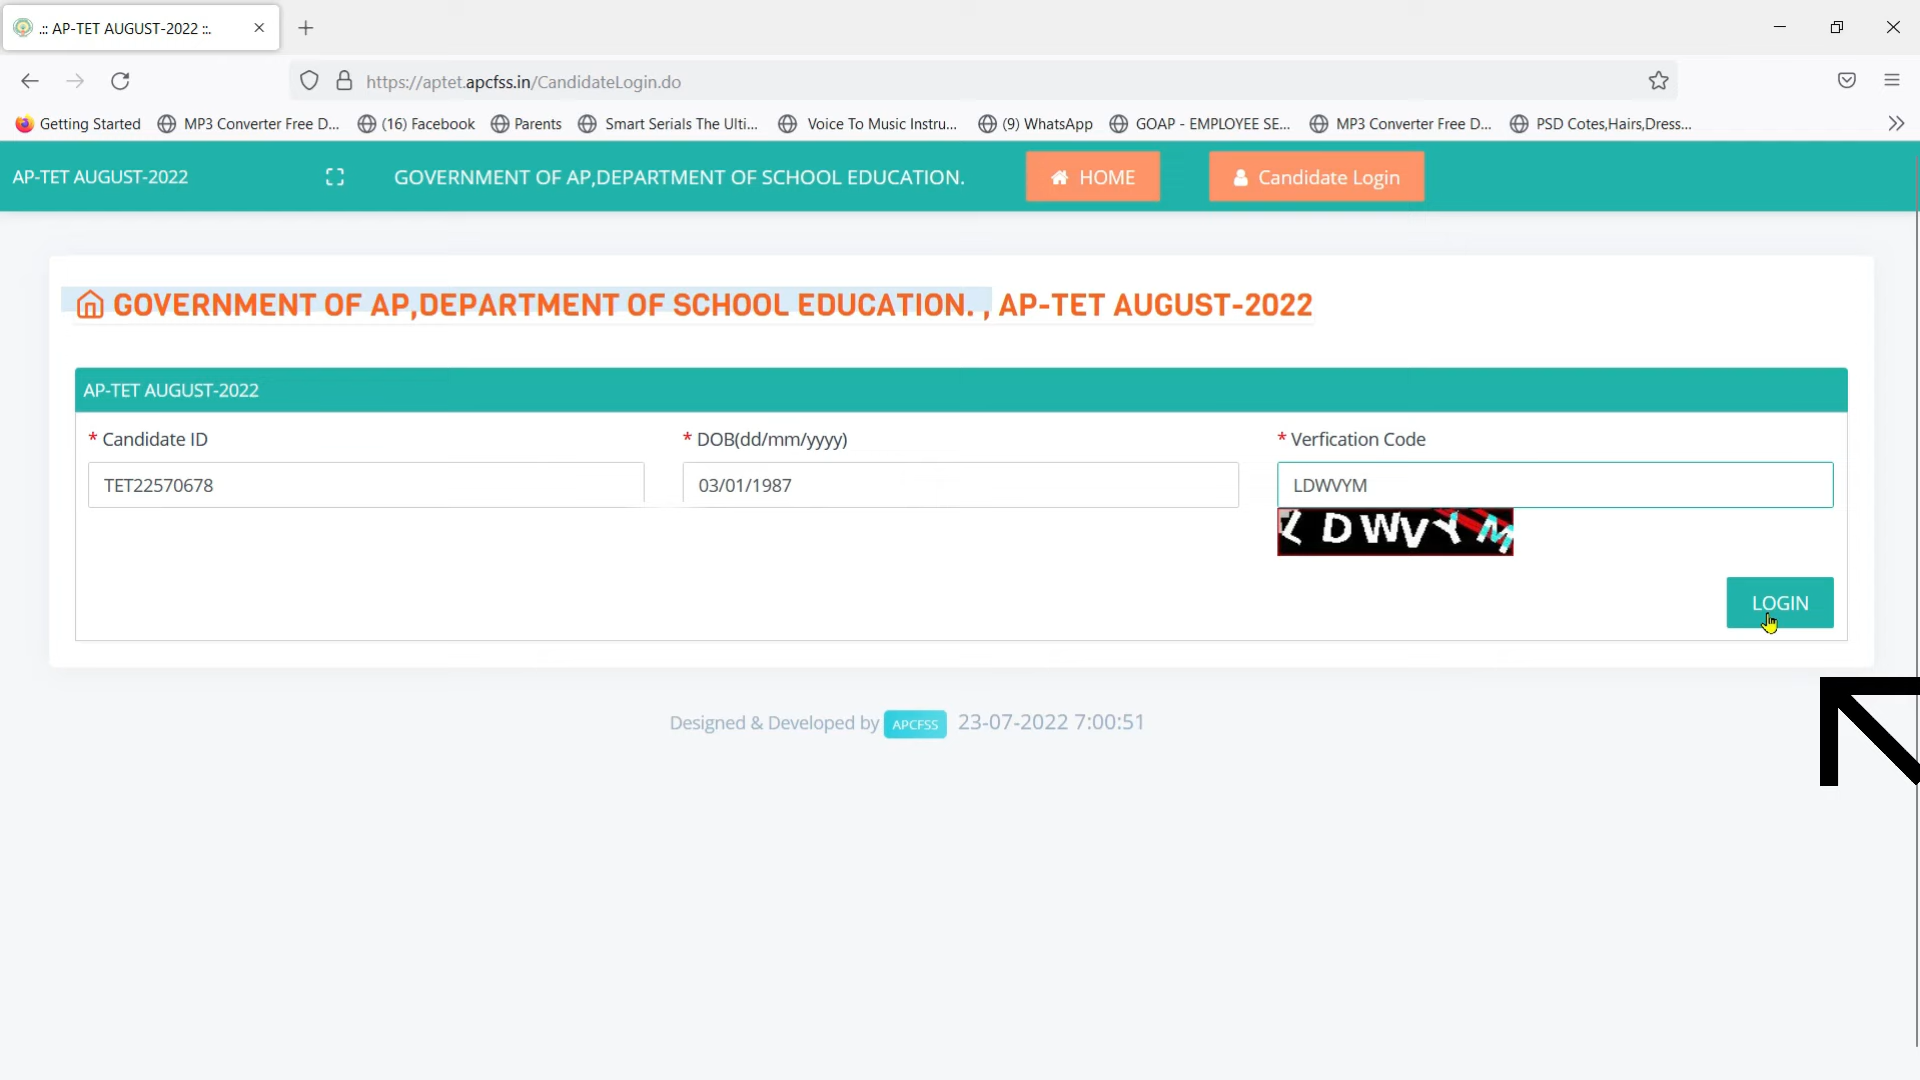 .:: AP-TET AUGUST-2022 ::.
https://aptet.apcfss.in/CandidateLogin.do
Getting Started
MP3 Converter Free D...
(16) Facebook
Parents
Smart Serials The Ulti...
Voice To Music Instru...
(9) WhatsApp
GOAP - EMPLOYEE SE...
MP3 Converter Free D...
PSD Cotes,Hairs,Dress...
AP-TET AUGUST-2022
GOVERNMENT OF AP,DEPARTMENT OF SCHOOL EDUCATION.
HOME
Candidate Login
GOVERNMENT OF AP,DEPARTMENT OF SCHOOL EDUCATION. , AP-TET AUGUST-2022
AP-TET AUGUST-2022
* Candidate ID
* DOB(dd/mm/yyyy)
* Verfication Code
TET22570678
03/01/1987
LDWVYM
L D W V Y M
LOGIN
Designed & Developed by APCFSS 23-07-2022 7:00:51